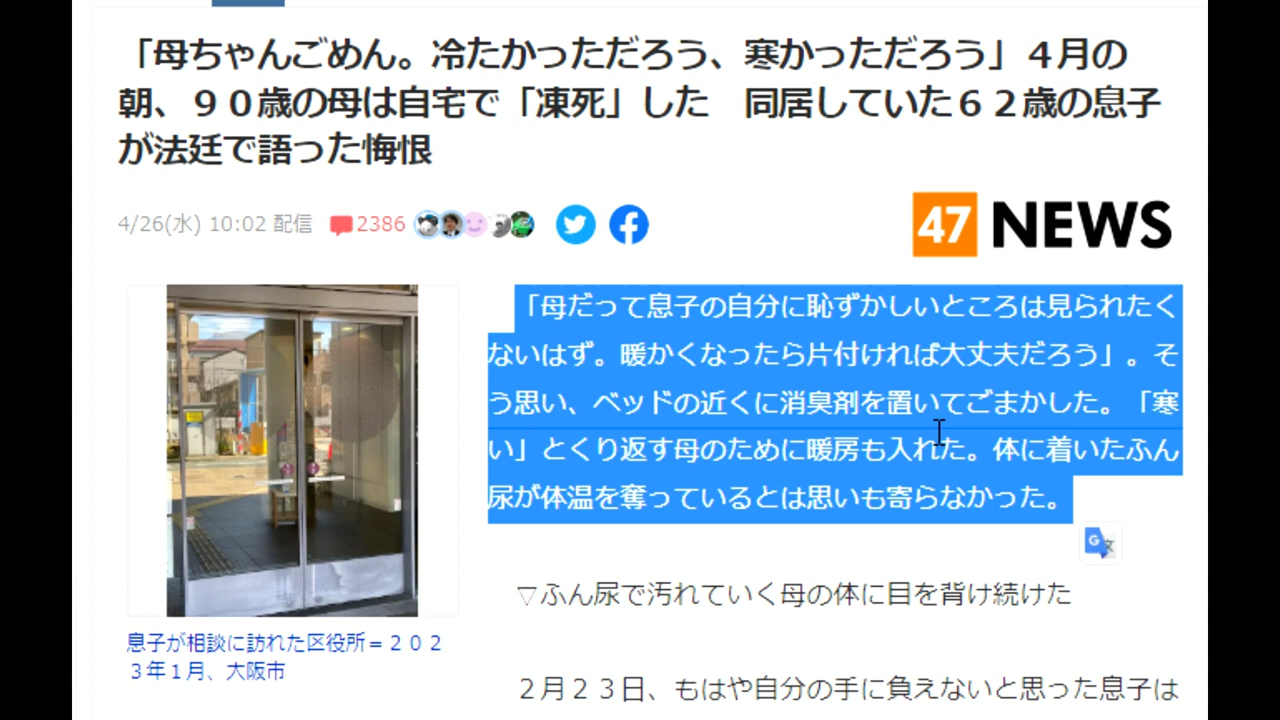 「母ちゃんごめん。冷たかっただろう、寒かっただろう」４月の
朝、９０歳の母は自宅で「凍死」した　同居していた６２歳の息子
が法廷で語った悔恨
4/26(水) 10:02 配信
2386
47 NEWS
「母だって息子の自分に恥ずかしいところは見られたく
ないはず。暖かくなったら片付ければ大丈夫だろう」。そ
う思い、ベッドの近くに消臭剤を置いてごまかした。「寒
い」とくり返す母のために暖房も入れた。体に着いたふん
尿が体温を奪っているとは思いも寄らなかった。
▽ふん尿で汚れていく母の体に目を背け続けた
２月２３日、もはや自分の手に負えないと思った息子は
息子が相談に訪れた区役所＝２０２
３年１月、大阪市